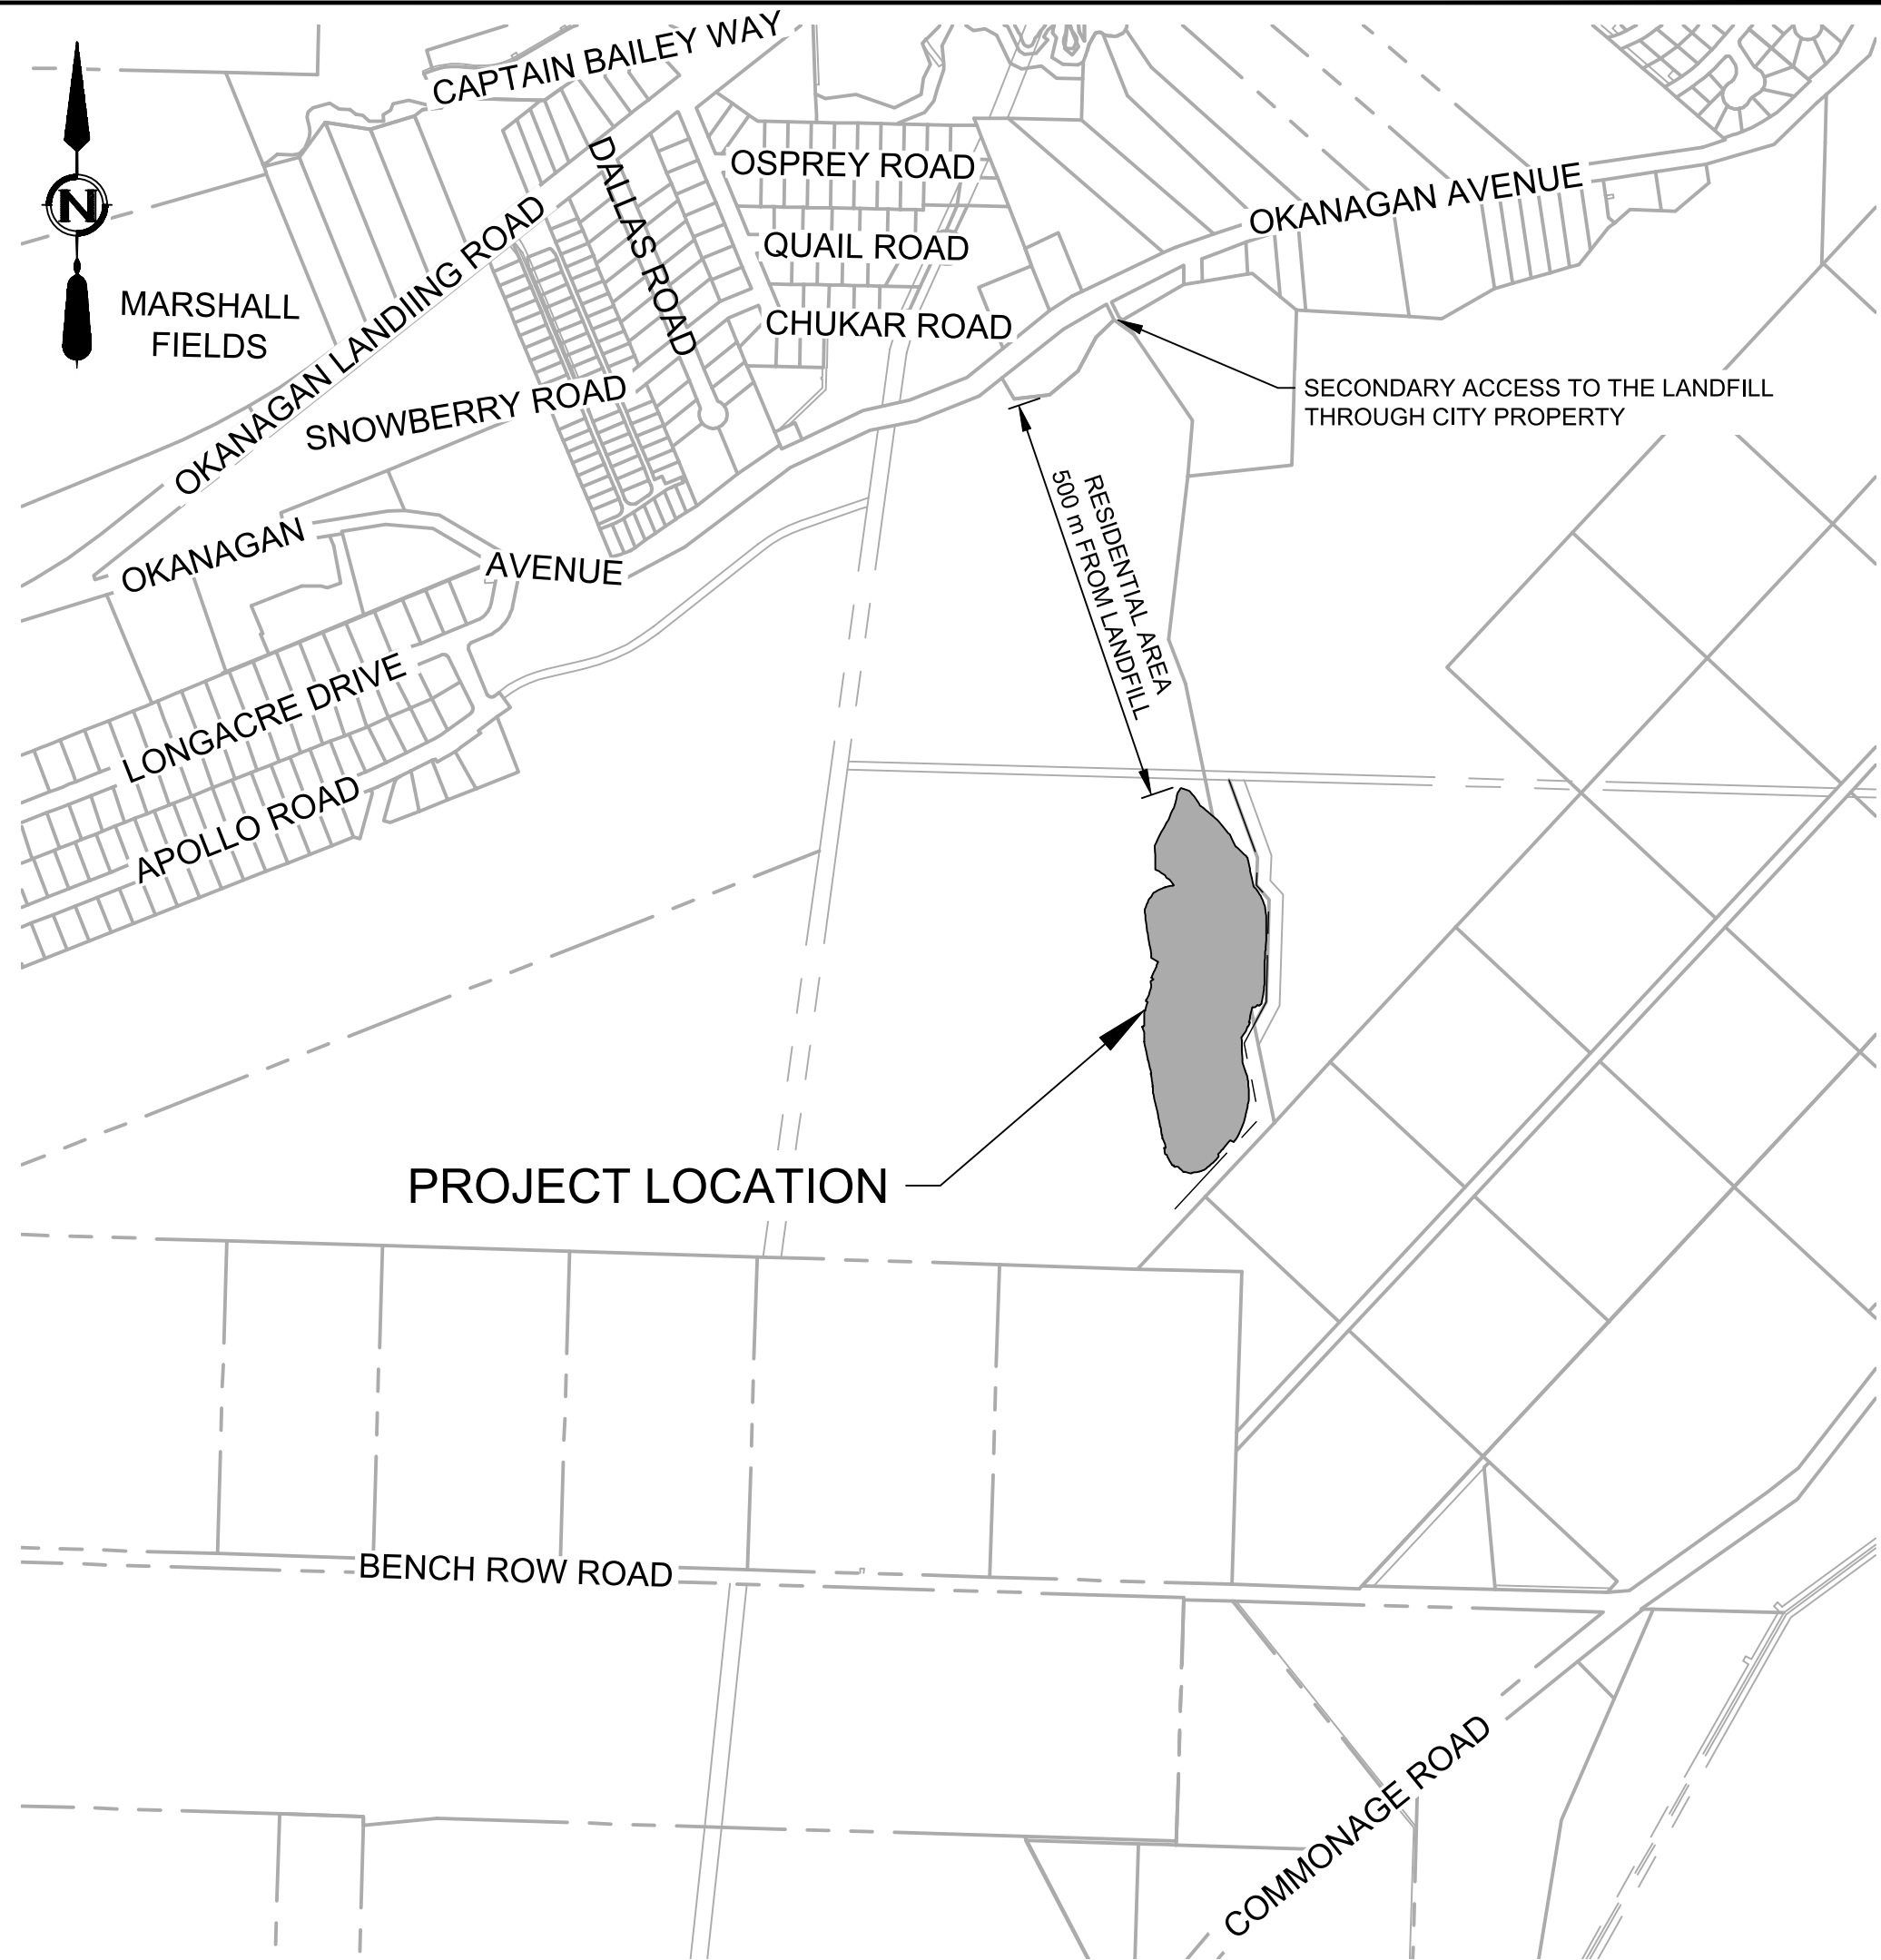 CAPTAIN BAILEY WAY
OSPREY ROAD
DALLAS ROAD
OKANAGAN AVENUE
N
QUAIL ROAD
OKANAGAN LANDIING ROAD
MARSHALL
FIELDS
CHUKAR ROAD
SECONDARY ACCESS TO THE LANDFILL
THROUGH CITY PROPERTY
SNOWBERRY ROAD
RESIDENTIAL AREA
500 m FROM LANDFILL
OKANAGAN
AVENUE
LONGACRE DRIVE
APOLLO ROAD
PROJECT LOCATION
BENCH ROW ROAD
COMMONAGE ROAD